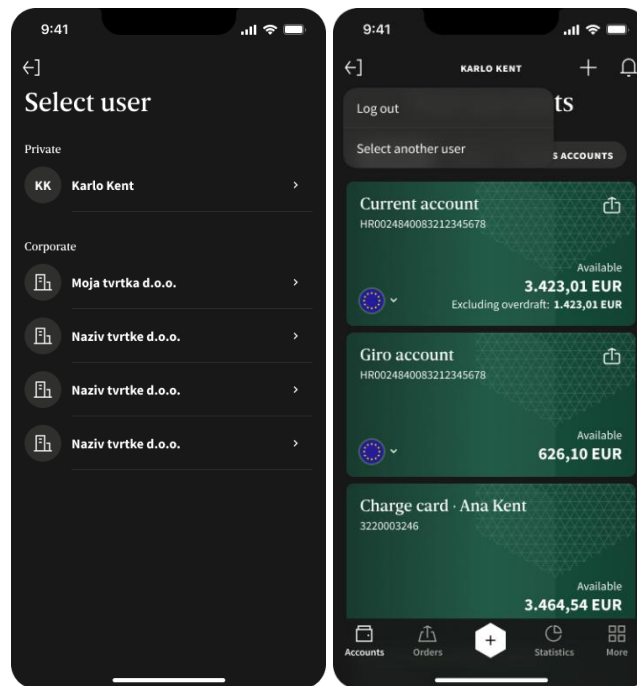 9:41
Select user
Private
KK Karlo Kent
Corporate
Moja tvrtka d.o.o.
Naziv tvrtke d.o.o.
Naziv tvrtke d.o.o.
Naziv tvrtke d.o.o.
9:41
KARLO KENT
ts
Log out
Select another user
S ACCOUNTS
Current account
HR0024840083212345678
Available
3.423,01 EUR
Excluding overdraft: 1.423,01 EUR
Giro account
HR0024840083212345678
Available
626,10 EUR
Charge card · Ana Kent
3220003246
Available
3.464,54 EUR
Accounts Orders Statistics More